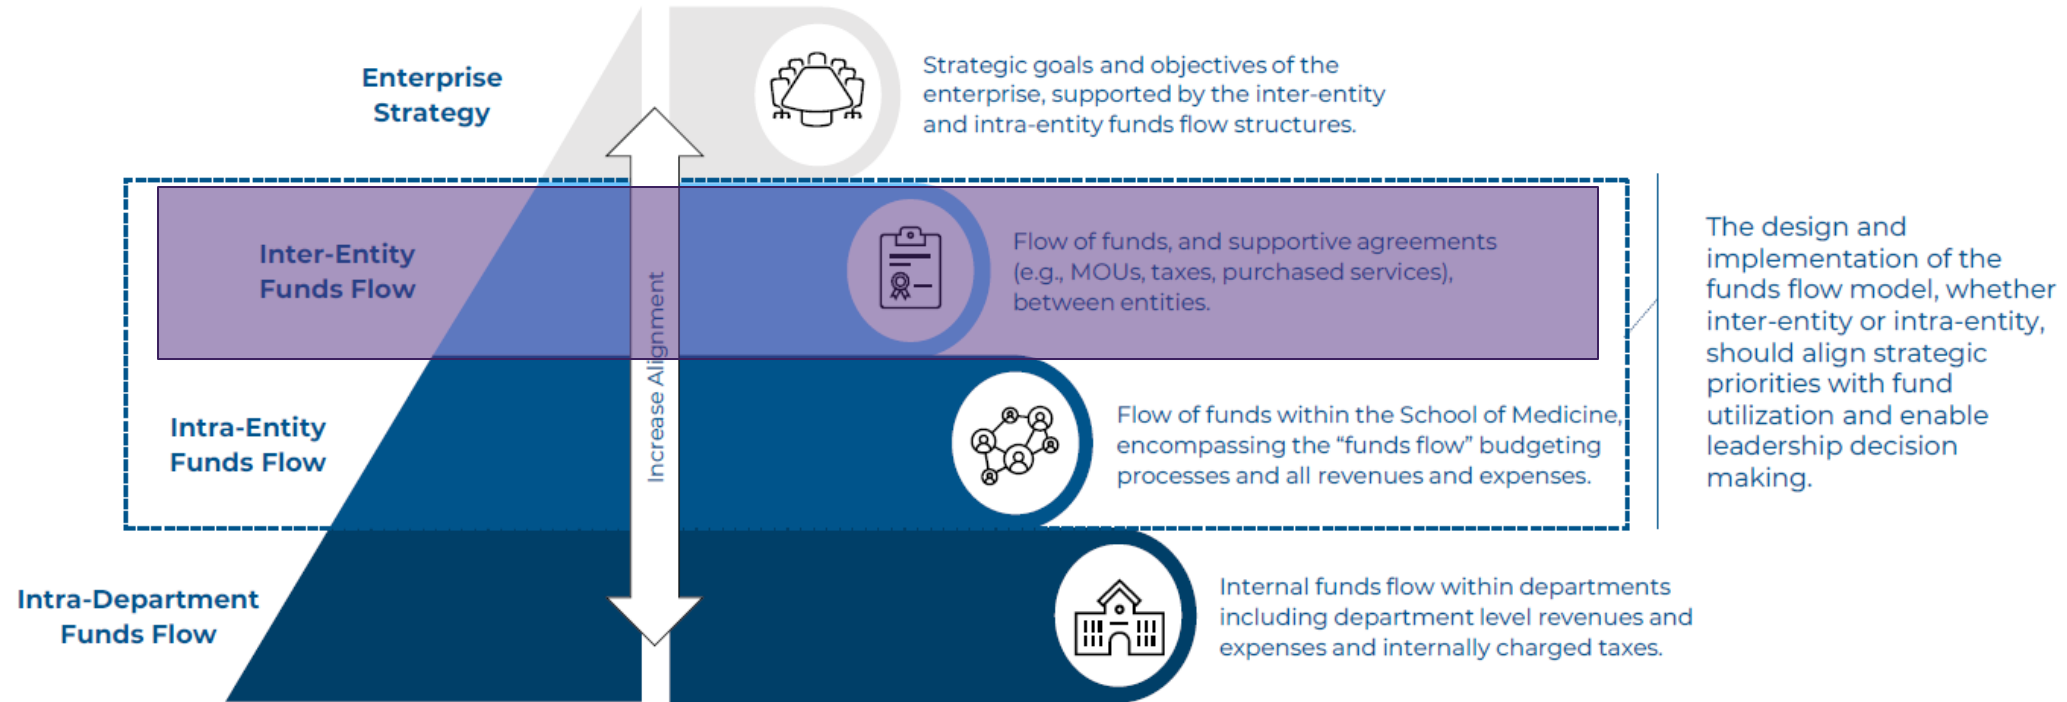 Enterprise
Strategy
Strategic goals and objectives of the
enterprise, supported by the inter-entity
and intra-entity funds flow structures.
Inter-Entity
Funds Flow
Flow of funds, and supportive agreements
(e.g., MOUs, taxes, purchased services),
between entities.
Increase Alignment
Intra-Entity
Funds Flow
Flow of funds within the School of Medicine,
encompassing the “funds flow” budgeting
processes and all revenues and expenses.
Intra-Department
Funds Flow
Internal funds flow within departments
including department level revenues and
expenses and internally charged taxes.
The design and
implementation of the
funds flow model, whether
inter-entity or intra-entity,
should align strategic
priorities with fund
utilization and enable
leadership decision
making.